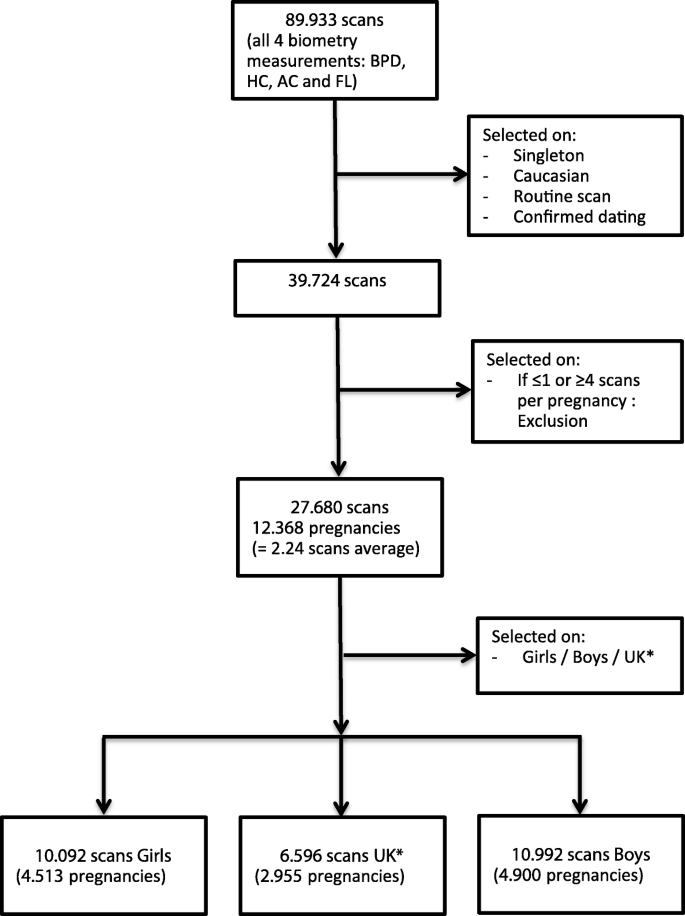 89.933 scans
(all 4 biometry
measurements: BPD,
HC, AC and FL)
Selected on:
- Singleton
- Caucasian
- Routine scan
- Confirmed dating
39.724 scans
Selected on:
- If ≤1 or ≥4 scans
per pregnancy :
Exclusion
27.680 scans
12.368 pregnancies
(= 2.24 scans average)
Selected on:
- Girls / Boys / UK*
10.092 scans Girls
(4.513 pregnancies)
6.596 scans UK*
(2.955 pregnancies)
10.992 scans Boys
(4.900 pregnancies)